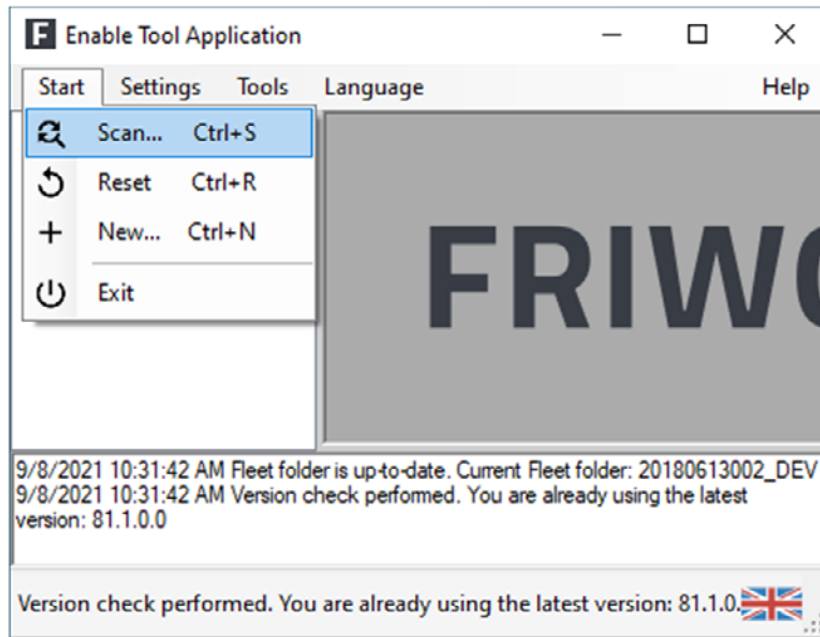 Enable Tool Application
Start Settings Tools Language Help
Scan... Ctrl+S
Reset Ctrl+R
New... Ctrl+N
Exit
FRIWO
9/8/2021 10:31:42 AM Fleet folder is up-to-date. Current Fleet folder: 20180613002_DEV
9/8/2021 10:31:42 AM Version check performed. You are already using the latest
version: 81.1.0.0
Version check performed. You are already using the latest version: 81.1.0.